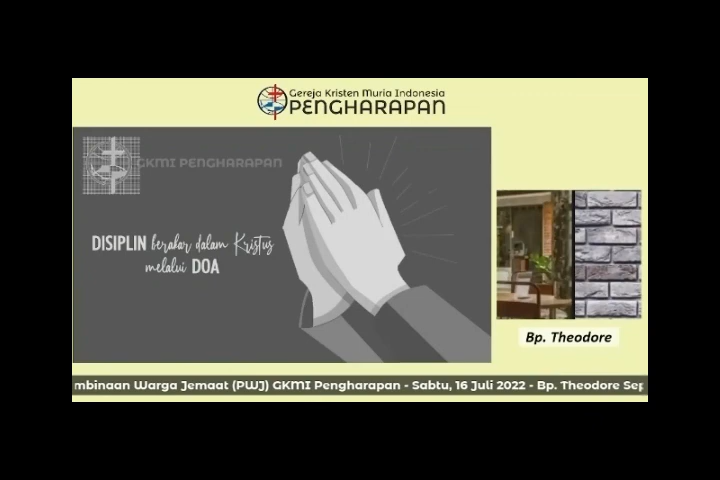 Gereja Kristen Muria Indonesia
PENGHARAPAN
GKMI PENGHARAPAN
DISIPLIN berakar dalam Kristus
melalui DOA
Bp. Theodore
mbinaan Warga Jemaat (PWJ) GKMI Pengharapan - Sabtu, 16 Juli 2022 - Bp. Theodore Sep